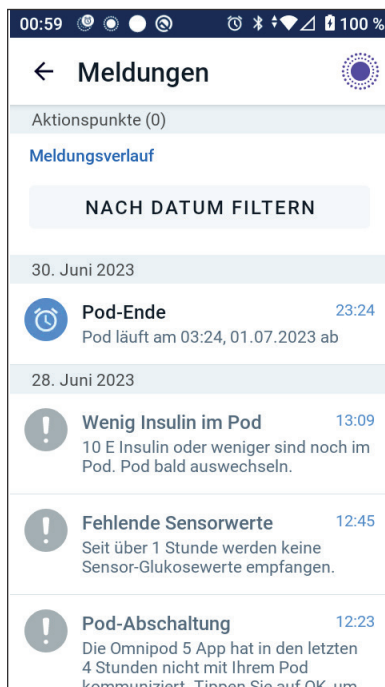 00:59 100 %
Meldungen
Aktionspunkte (0)
Meldungsverlauf
NACH DATUM FILTERN
30. Juni 2023
Pod-Ende 23:24
Pod läuft am 03:24, 01.07.2023 ab
28. Juni 2023
Wenig Insulin im Pod 13:09
10 E Insulin oder weniger sind noch im
Pod. Pod bald auswechseln.
Fehlende Sensorwerte 12:45
Seit über 1 Stunde werden keine
Sensor-Glukosewerte empfangen.
Pod-Abschaltung 12:23
Die Omnipod 5 App hat in den letzten
4 Stunden nicht mit Ihrem Pod
kommuniziert. Tippen Sie auf OK, um